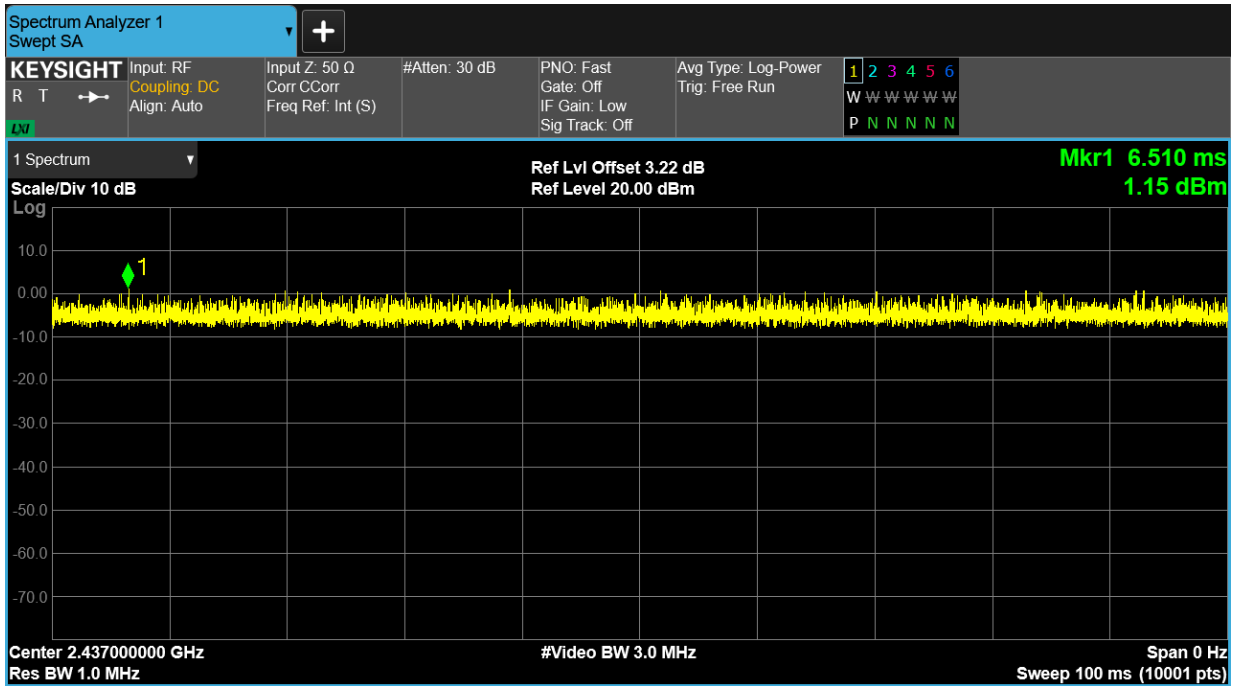 Spectrum Analyzer 1
Swept SA
+
KEYSIGHT
R T
LXI
Input: RF
Coupling: DC
Align: Auto
Input Z: 50 Ω
Corr CCorr
Freq Ref: Int (S)
#Atten: 30 dB
PNO: Fast
Gate: Off
IF Gain: Low
Sig Track: Off
Avg Type: Log-Power
Trig: Free Run
1 2 3 4 5 6
W W W W W W
P N N N N N
1 Spectrum
Scale/Div 10 dB
Log
Ref Lvl Offset 3.22 dB
Ref Level 20.00 dBm
Mkr1 6.510 ms
1.15 dBm
10.0
1
0.00
-10.0
-20.0
-30.0
-40.0
-50.0
-60.0
-70.0
Center 2.437000000 GHz
Res BW 1.0 MHz
#Video BW 3.0 MHz
Span 0 Hz
Sweep 100 ms (10001 pts)